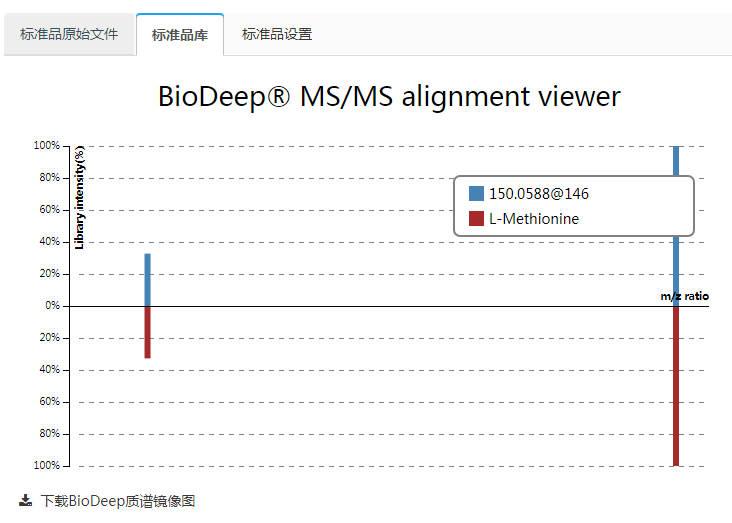 标准品原始文件 标准品库 标准品设置
BioDeep® MS/MS alignment viewer
100%
80%
60%
40%
20%
0%
20%
40%
60%
80%
100%
Library intensity(%)
150.0588@146
L-Methionine
m/z ratio
下载BioDeep质谱镜像图